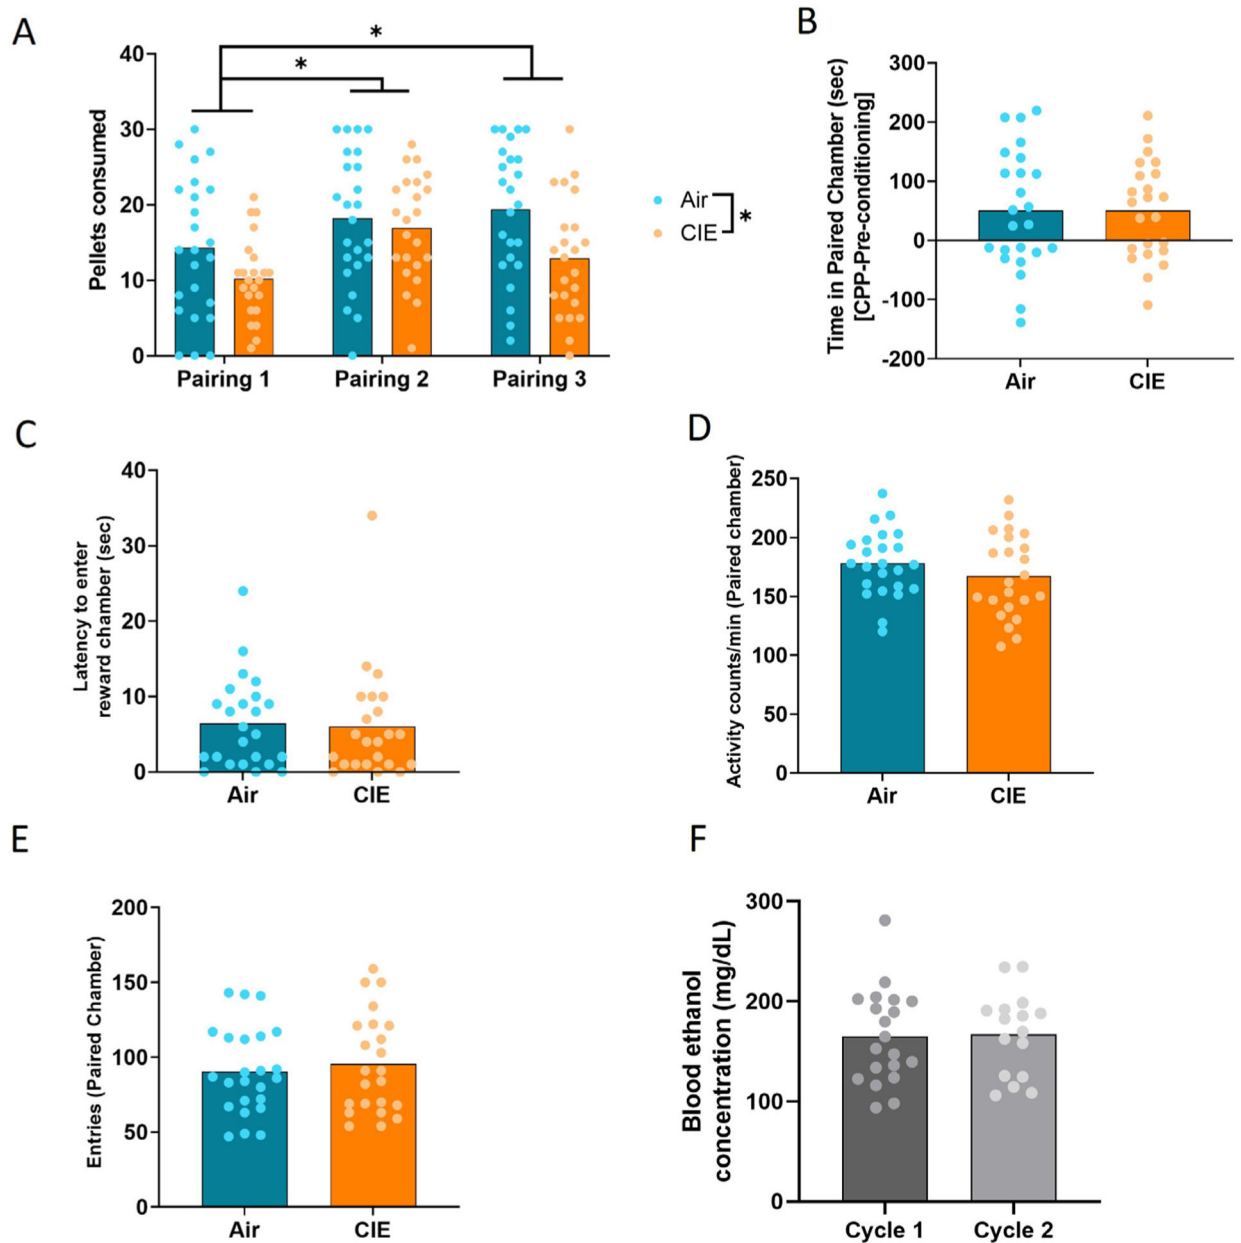 A
40
30
20
10
0
Pellets consumed
*
*
Pairing 1
Pairing 2
Pairing 3
Air
CIE
*
B
300
200
100
0
-100
-200
Time in Paired Chamber (sec)
[CPP-Pre-conditioning]
Air
CIE
C
40
30
20
10
0
Latency to enter
reward chamber (sec)
Air
CIE
D
250
200
150
100
50
0
Activity counts/min (Paired chamber)
Air
CIE
E
200
150
100
50
0
Entries (Paired Chamber)
Air
CIE
F
300
200
100
0
Blood ethanol
concentration (mg/dL)
Cycle 1
Cycle 2